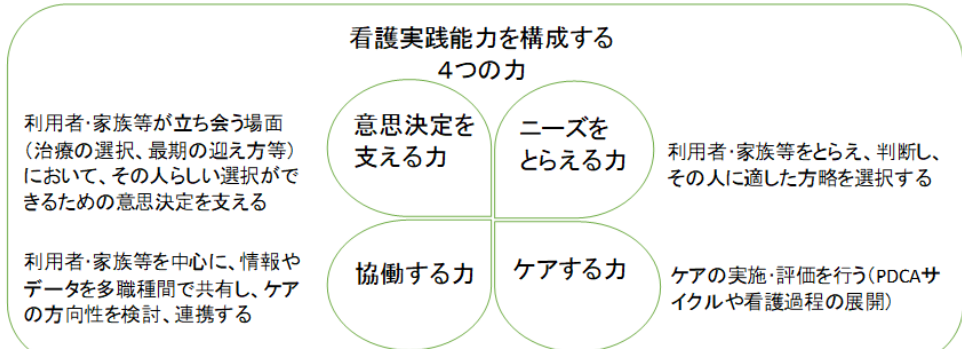 看護実践能力を構成する
4つの力
利用者・家族等が立ち会う場面
(治療の選択、最期の迎え方等)
において、その人らしい選択がで
きるための意思決定を支える
意思決定を
支える力
ニーズを
とらえる力
利用者・家族等をとらえ、判断し、
その人に適した方略を選択する
利用者・家族等を中心に、情報や
データを多職種間で共有し、ケア
の方向性を検討、連携する
協働する力
ケアする力
ケアの実施・評価を行う(PDCAサ
イクルや看護過程の展開)